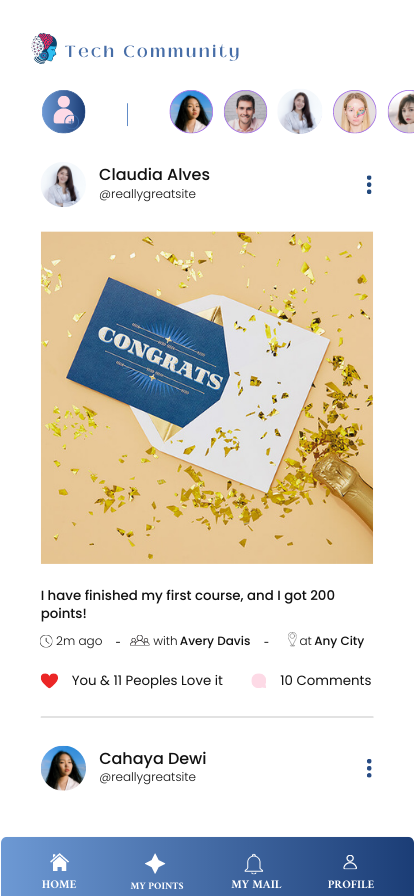 Tech Community
Claudia Alves
@reallygreatsite
CONGRATS
I have finished my first course, and I got 200
points!
2m ago - with Avery Davis - at Any City
You & 11 Peoples Love it 10 Comments
Cahaya Dewi
@reallygreatsite
HOME MY POINTS MY MAIL PROFILE